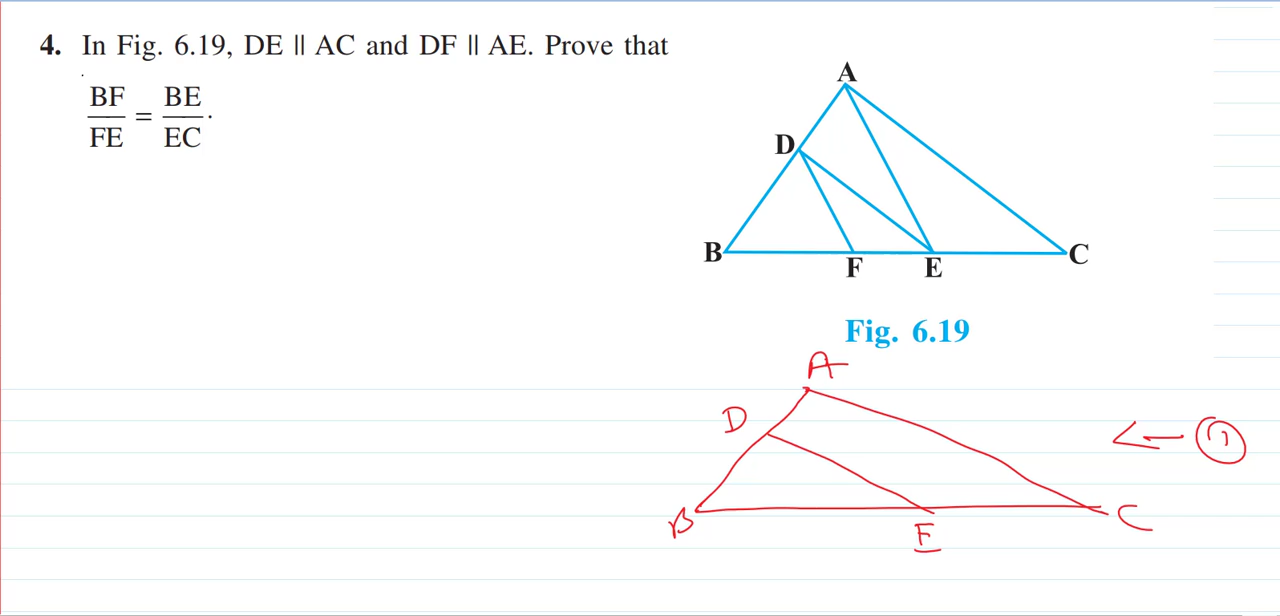 4. In Fig. 6.19, DE || AC and DF || AE. Prove that
BF/FE = BE/EC.
A
D
B
F
E
C
Fig. 6.19
A
D
B
E
C
← ①